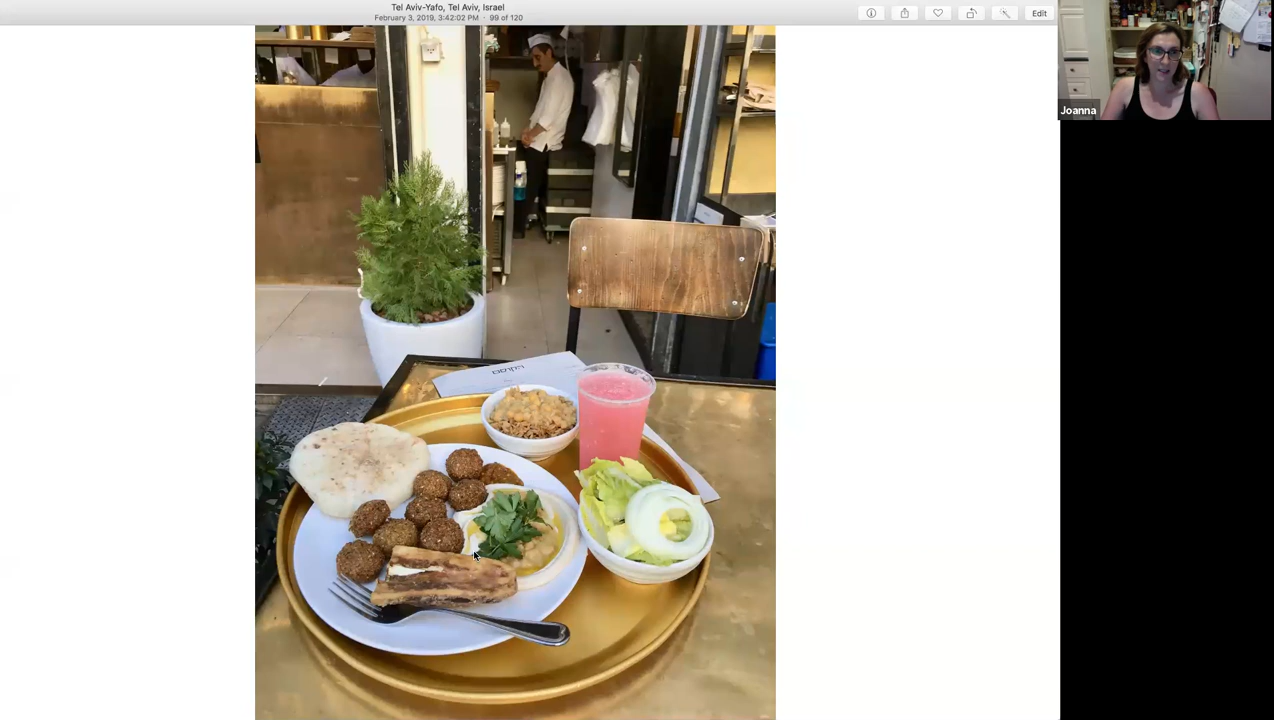 Tel Aviv-Yafo, Tel Aviv, Israel
February 3, 2019, 3:42:02 PM · 99 of 120
Edit
Joanna